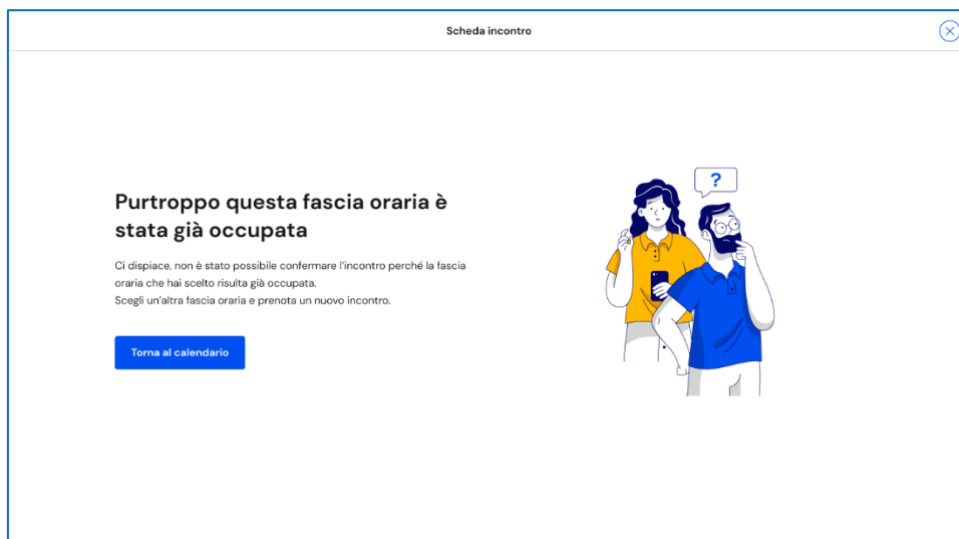 Scheda incontro
?
Purtroppo questa fascia oraria è
stata già occupata
Ci dispiace, non è stato possibile confermare l'incontro perché la fascia
oraria che hai scelto risulta già occupata.
Scegli un'altra fascia oraria e prenota un nuovo incontro.
Torna al calendario